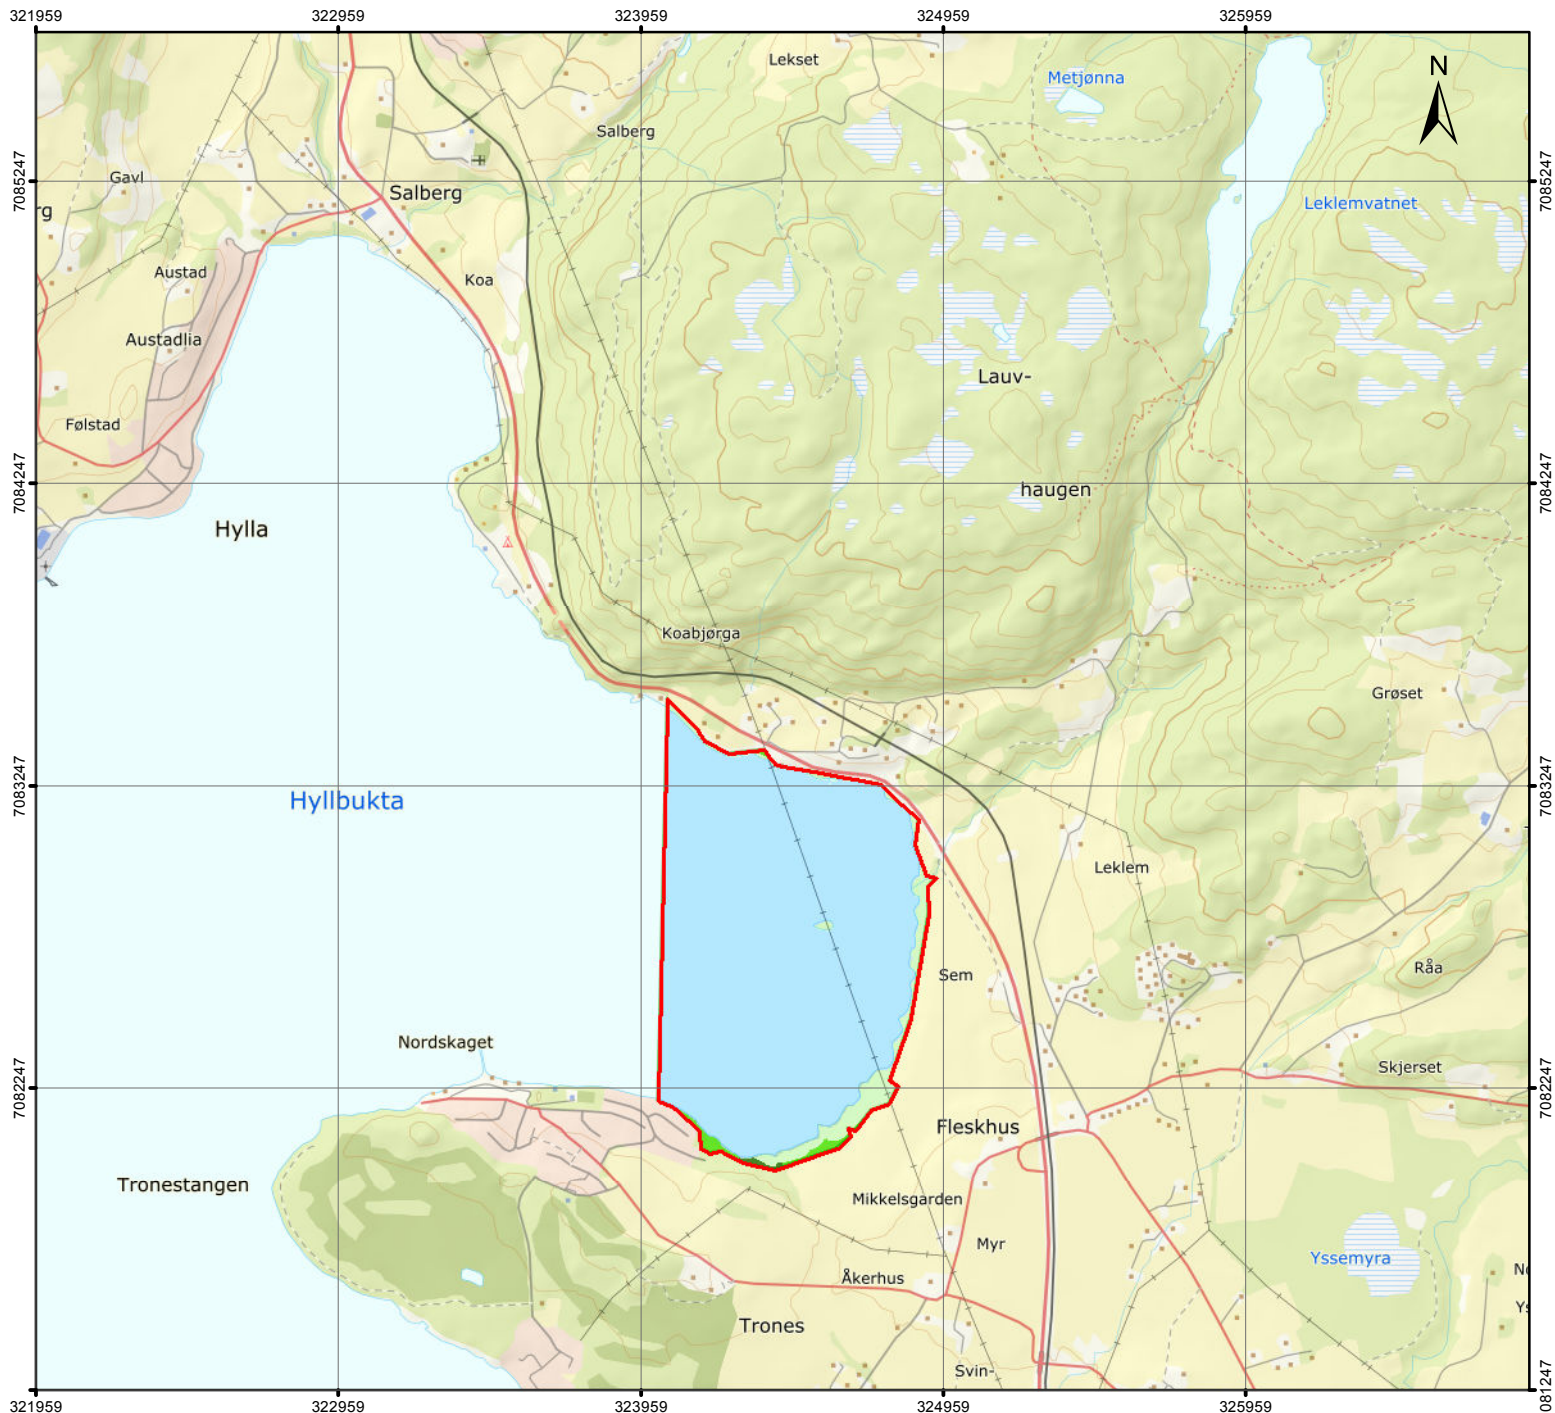 321959
322959
323959
324959
325959
Lekset
N
Metjønna
Salberg
7085247
Gavl
Salberg
7085247
rg
Leklemvatnet
Austad
Koa
Austadlia
Lauv-
Følstad
7084247
haugen
7084247
Hylla
Koabjørga
Grøset
7083247
Hyllbukta
7083247
Leklem
Råa
Sem
Nordskaget
Skjerset
7082247
7082247
Fleskhus
Tronestangen
Mikkelsgarden
Myr
Yssemyra
Åkerhus
Trones
Svin-
081247
321959
322959
323959
324959
325959